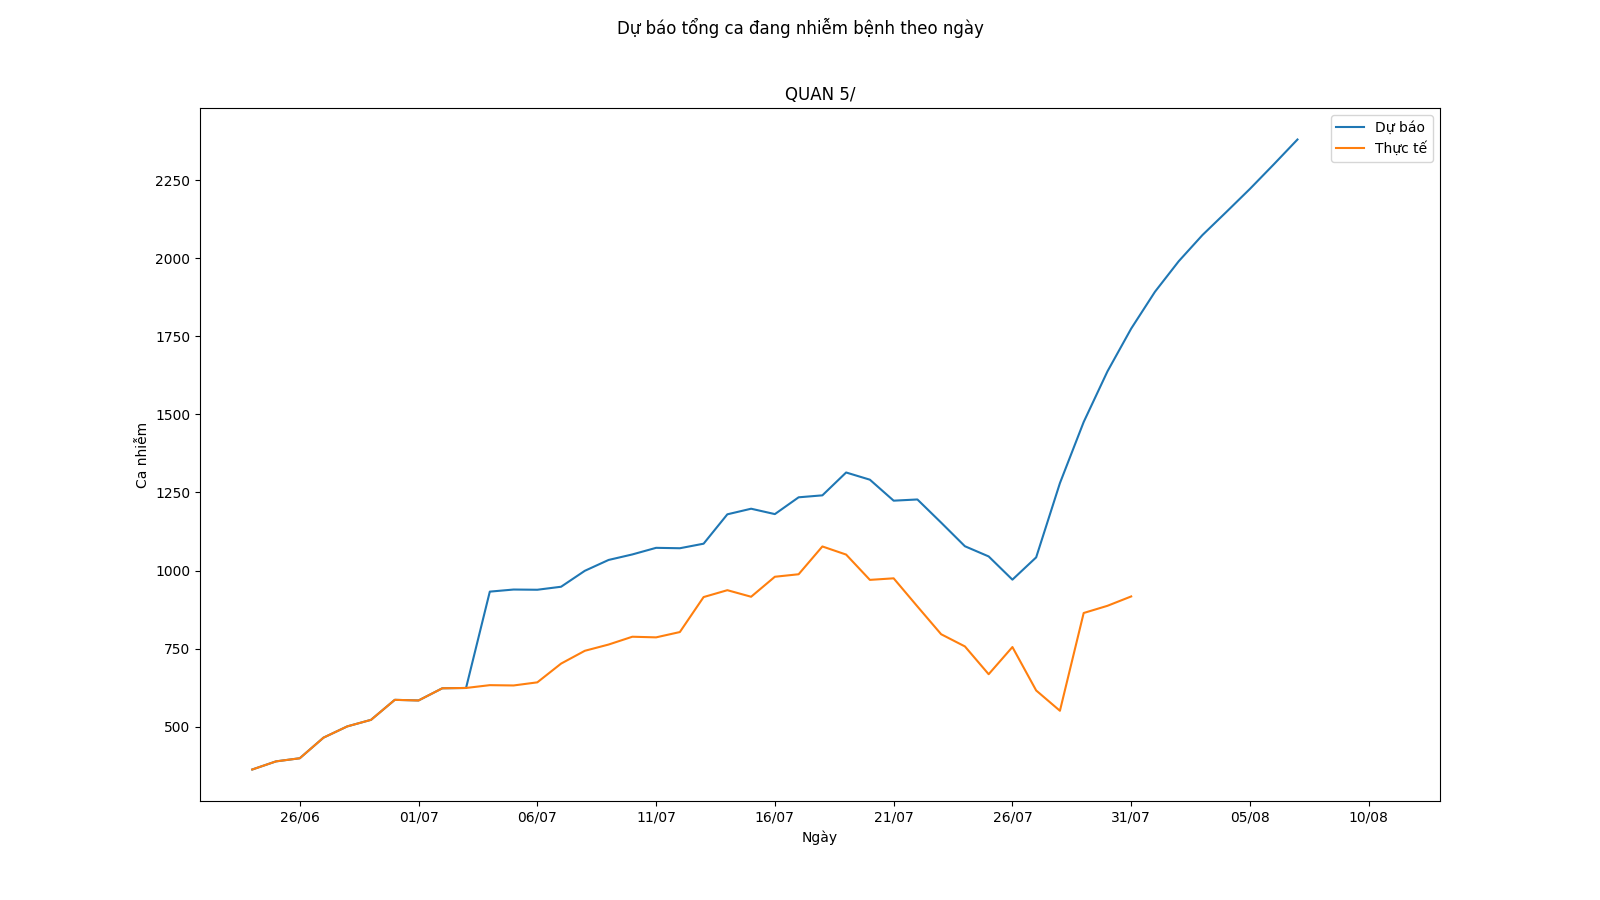 Dự báo tổng ca đang nhiễm bệnh theo ngày
QUAN 5/
Dự báo
Thực tế
2250
2000
1750
1500
1250
1000
750
500
Ca nhiễm
26/06 01/07 06/07 11/07 16/07 21/07 26/07 31/07 05/08 10/08
Ngày